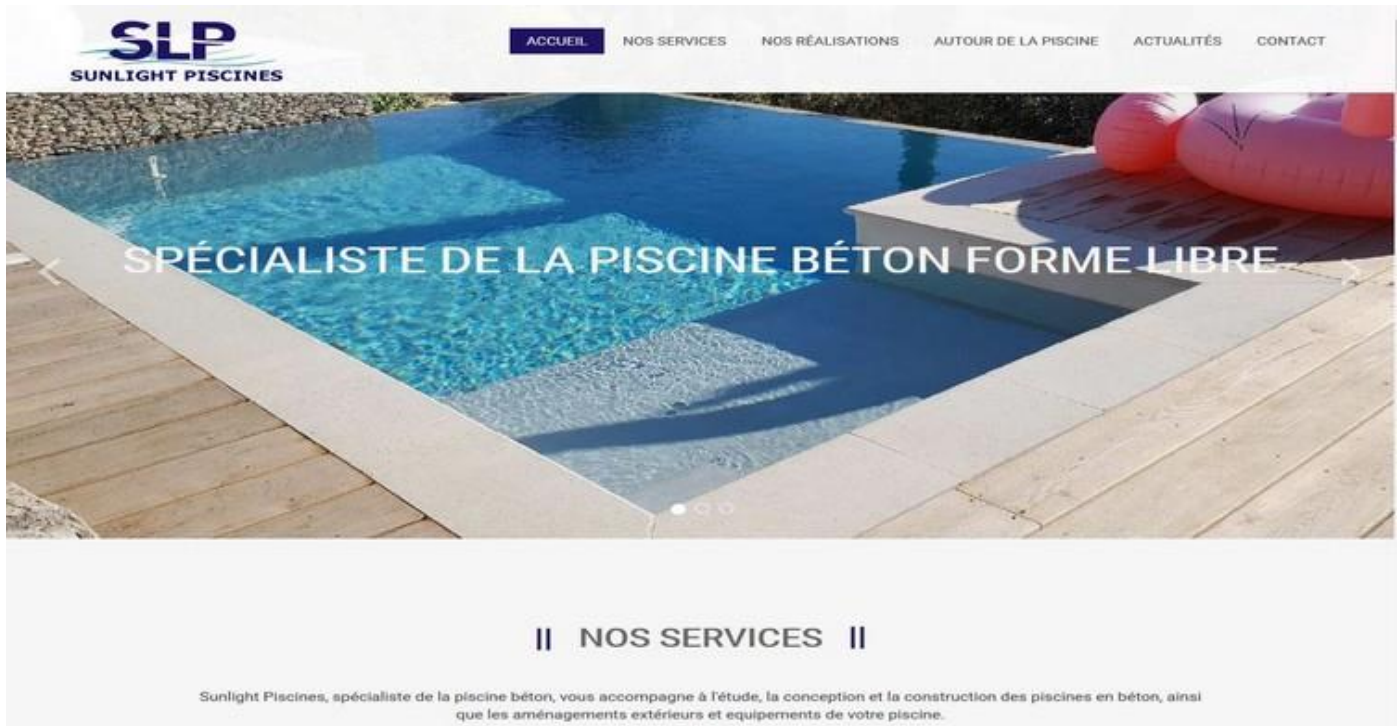 SLP
SUNLIGHT PISCINES
ACCUEIL NOS SERVICES NOS RÉALISATIONS AUTOUR DE LA PISCINE ACTUALITÉS CONTACT
SPÉCIALISTE DE LA PISCINE BÉTON FORME LIBRE
|| NOS SERVICES ||
Sunlight Piscines, spécialiste de la piscine béton, vous accompagne à l'étude, la conception et la construction des piscines en béton, ainsi
que les aménagements extérieurs et equipements de votre piscine.